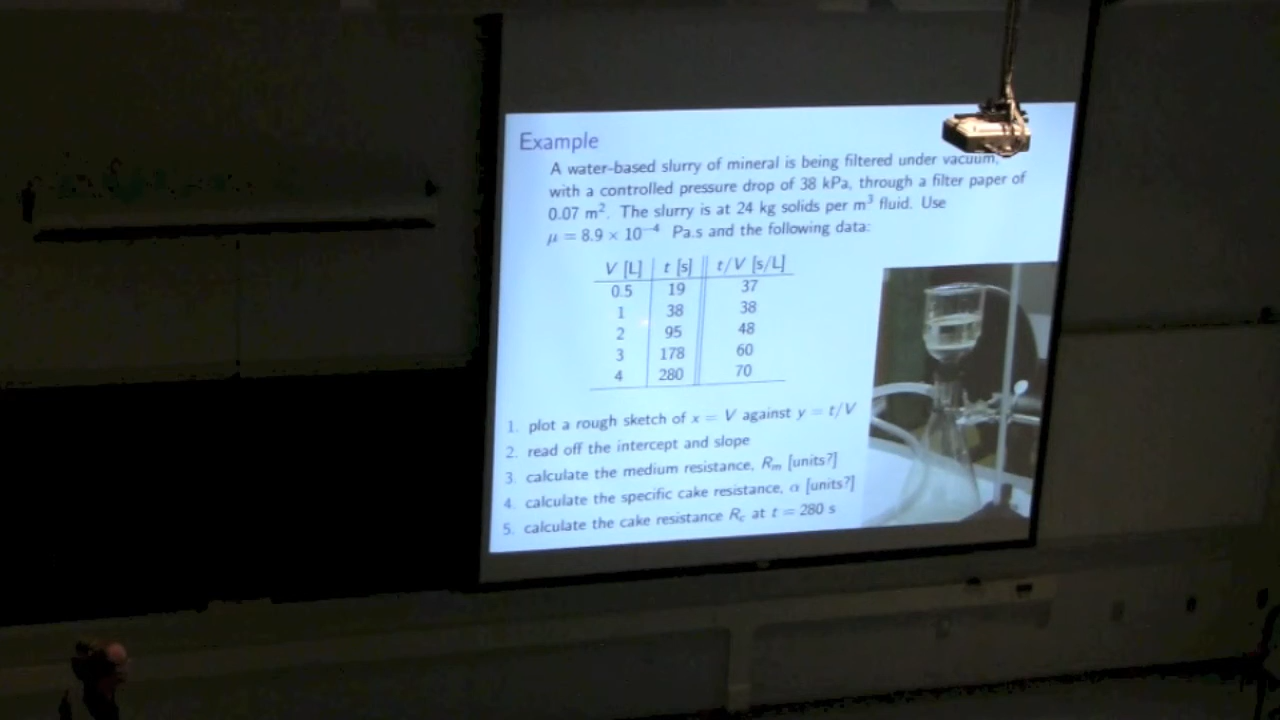 Example
A water-based slurry of mineral is being filtered under vacuum,
with a controlled pressure drop of 38 kPa, through a filter paper of
0.07 m². The slurry is at 24 kg solids per m³ fluid. Use
μ = 8.9 × 10⁻⁴ Pa.s and the following data:
V [L] t [s] t/V [s/L]
0.5 19 37
1 38 38
2 95 48
3 178 60
4 280 70
1. plot a rough sketch of x = V against y = t/V
2. read off the intercept and slope
3. calculate the medium resistance, Rₘ [units?]
4. calculate the specific cake resistance, α [units?]
5. calculate the cake resistance R_c at t = 280 s